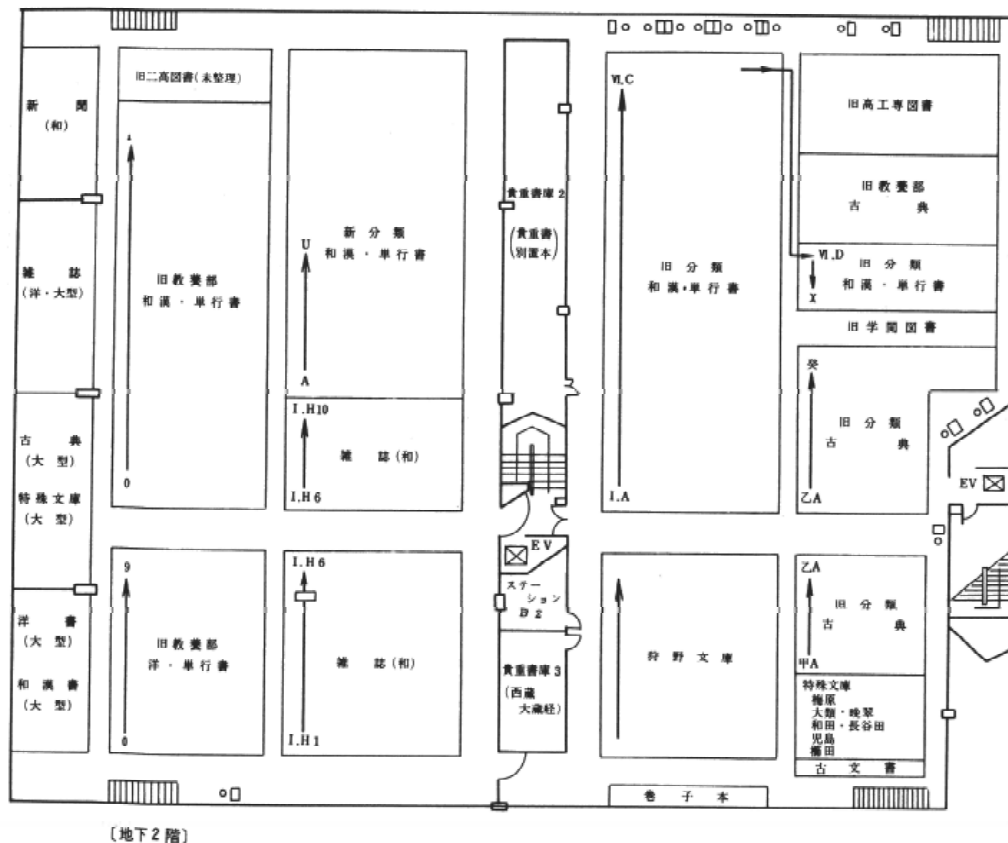 旧二高図書(未整理)
新聞
(和)
雑誌
(洋・大型)
古典
(大型)
特殊文庫
(大型)
洋書
(大型)
和漢書
(大型)
旧教養部
和漢・単行書
0
9
旧教養部
洋・単行書
0
新分類
和漢・単行書
U
A
I.H10
雑誌(和)
I.H6
I.H6
雑誌(和)
I.H1
貴重書庫2
(貴重書
別置本)
EV
ステー
ション
B2
貴重書庫3
(西蔵
大蔵経)
VI.C
旧分類
和漢・単行書
I.A
狩野文庫
巻子本
旧高工専図書
旧教養部
古典
VI.D
旧分類
和漢・単行書
X
旧学閲図書
癸
旧分類
古典
乙A
EV
乙A
旧分類
古典
甲A
特殊文庫
大類・晩翠
和田・長谷田
児島
櫛田
古文書
〔地下2階〕